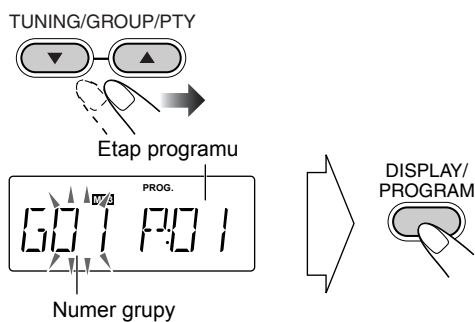 TUNING/GROUP/PTY
Etap programu
PROG.
G01 P:01
Numer grupy
DISPLAY/
PROGRAM